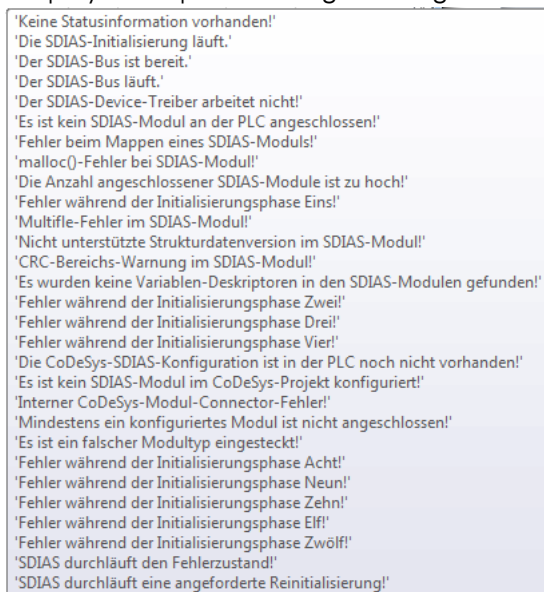 'Keine Statusinformation vorhanden!'
'Die SDIAS-Initialisierung läuft.'
'Der SDIAS-Bus ist bereit.'
'Der SDIAS-Bus läuft.'
'Der SDIAS-Device-Treiber arbeitet nicht!'
'Es ist kein SDIAS-Modul an der PLC angeschlossen!'
'Fehler beim Mappen eines SDIAS-Moduls!'
'malloc()-Fehler bei SDIAS-Modul!'
'Die Anzahl angeschlossener SDIAS-Module ist zu hoch!'
'Fehler während der Initialisierungsphase Eins!'
'Multifle-Fehler im SDIAS-Modul!'
'Nicht unterstützte Strukturdatenversion im SDIAS-Modul!'
'CRC-Bereichs-Warnung im SDIAS-Modul!'
'Es wurden keine Variablen-Deskriptoren in den SDIAS-Modulen gefunden!'
'Fehler während der Initialisierungsphase Zwei!'
'Fehler während der Initialisierungsphase Drei!'
'Fehler während der Initialisierungsphase Vier!'
'Die CoDeSys-SDIAS-Konfiguration ist in der PLC noch nicht vorhanden!'
'Es ist kein SDIAS-Modul im CoDeSys-Projekt konfiguriert!'
'Interner CoDeSys-Modul-Connector-Fehler!'
'Mindestens ein konfiguriertes Modul ist nicht angeschlossen!'
'Es ist ein falscher Modultyp eingesteckt!'
'Fehler während der Initialisierungsphase Acht!'
'Fehler während der Initialisierungsphase Neun!'
'Fehler während der Initialisierungsphase Zehn!'
'Fehler während der Initialisierungsphase Elf!'
'Fehler während der Initialisierungsphase Zwölf!'
'SDIAS durchläuft den Fehlerzustand!'
'SDIAS durchläuft eine angeforderte Reinitialisierung!'